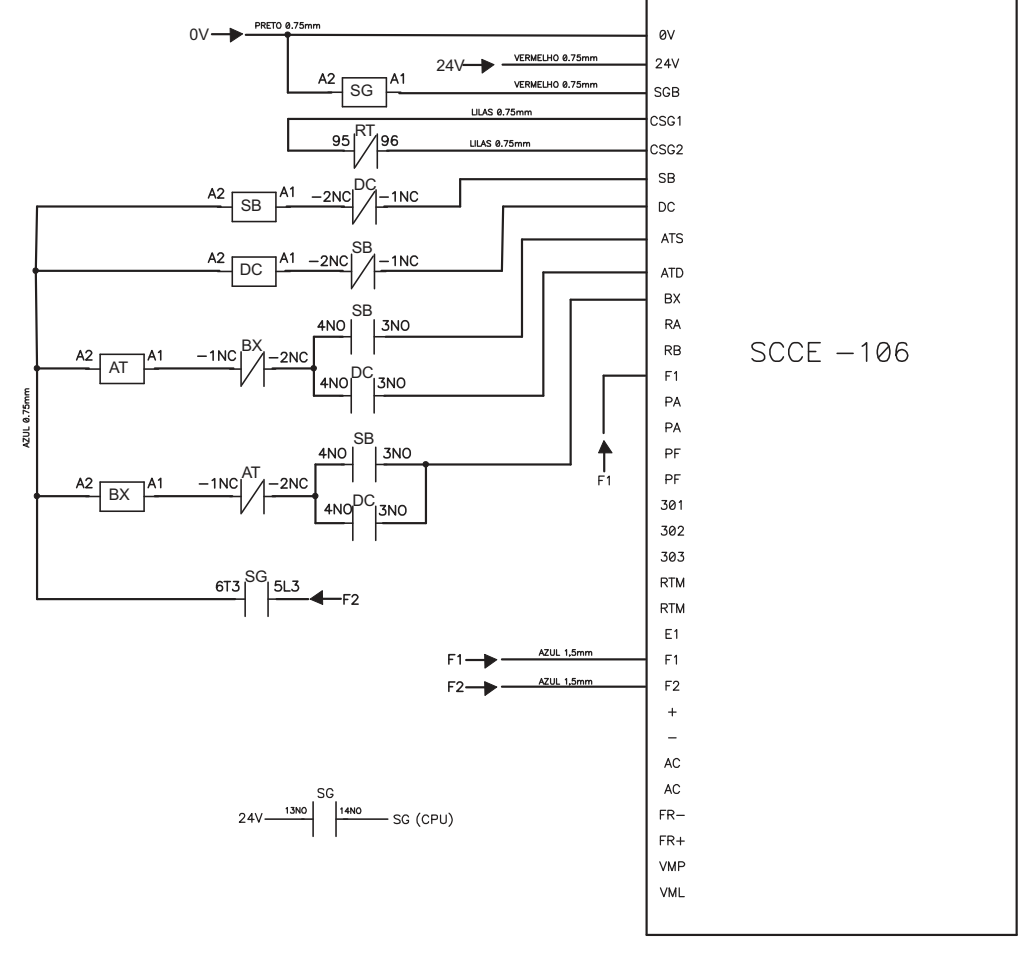 0V PRETO 0.75mm 0V
24V VERMELHO 0.75mm 24V
A2 SG A1 VERMELHO 0.75mm SGB
LILAS 0.75mm CSG1
95 RT 96 LILAS 0.75mm CSG2
A2 SB A1 -2NC DC -1NC SB
DC
ATS
A2 DC A1 -2NC SB -1NC
ATD
BX
4NO SB 3NO RA
A2 AT A1 -1NC BX -2NC RB
SCCE -106
4NO DC 3NO F1
PA
AZUL 0.75mm
PA
4NO SB 3NO PF
F1
A2 BX A1 -1NC AT -2NC PF
4NO DC 3NO 301
302
303
6T3 SG 5L3 F2 RTM
RTM
E1
F1 AZUL 1,5mm F1
F2 AZUL 1,5mm F2
+
-
AC
AC
24V 13NO SG 14NO SG (CPU) FR-
FR+
VMP
VML